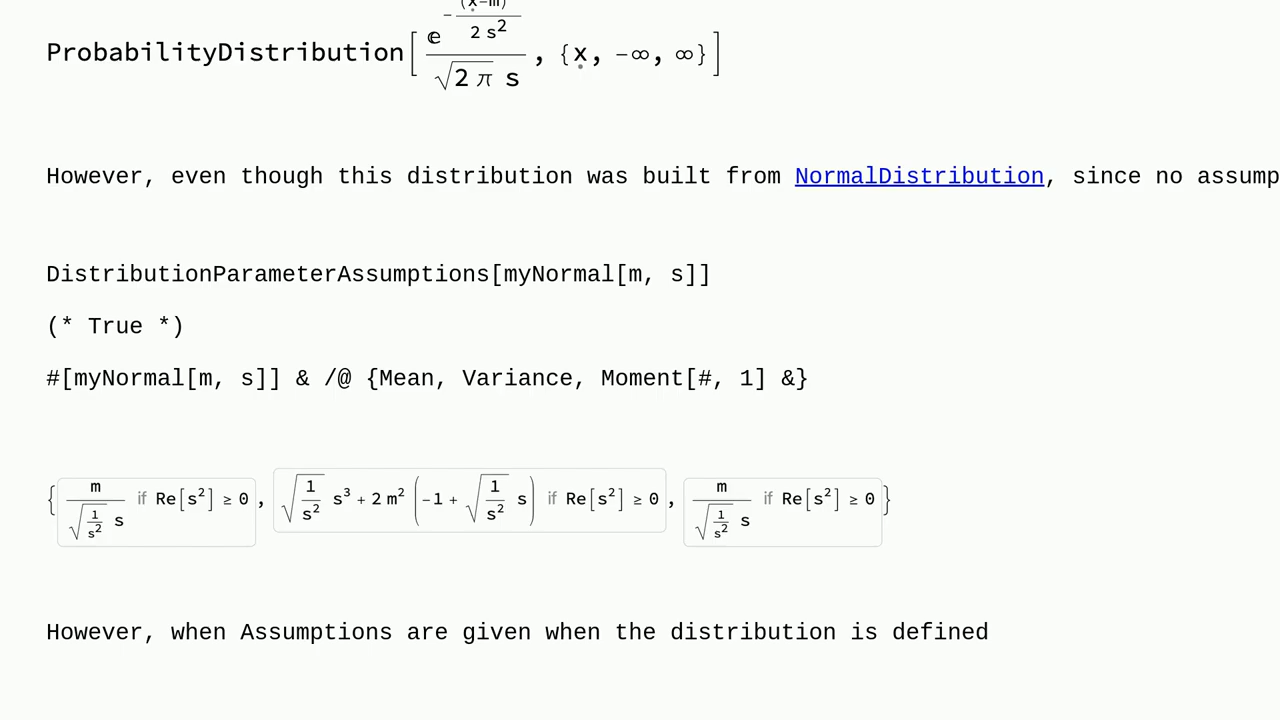 ProbabilityDistribution[ⅇ^(-(x-m)/(2 s^2))/(√(2 π) s), {x, -∞, ∞}]
However, even though this distribution was built from NormalDistribution, since no assump
DistributionParameterAssumptions[myNormal[m, s]]
(* True *)
#[myNormal[m, s]] & /@ {Mean, Variance, Moment[#, 1] &}
{m/(√(1/s^2) s) if Re[s^2] ≥ 0, √(1/s^2) s^3 + 2 m^2 (-1 + √(1/s^2) s) if Re[s^2] ≥ 0, m/(√(1/s^2) s) if Re[s^2] ≥ 0}
However, when Assumptions are given when the distribution is defined